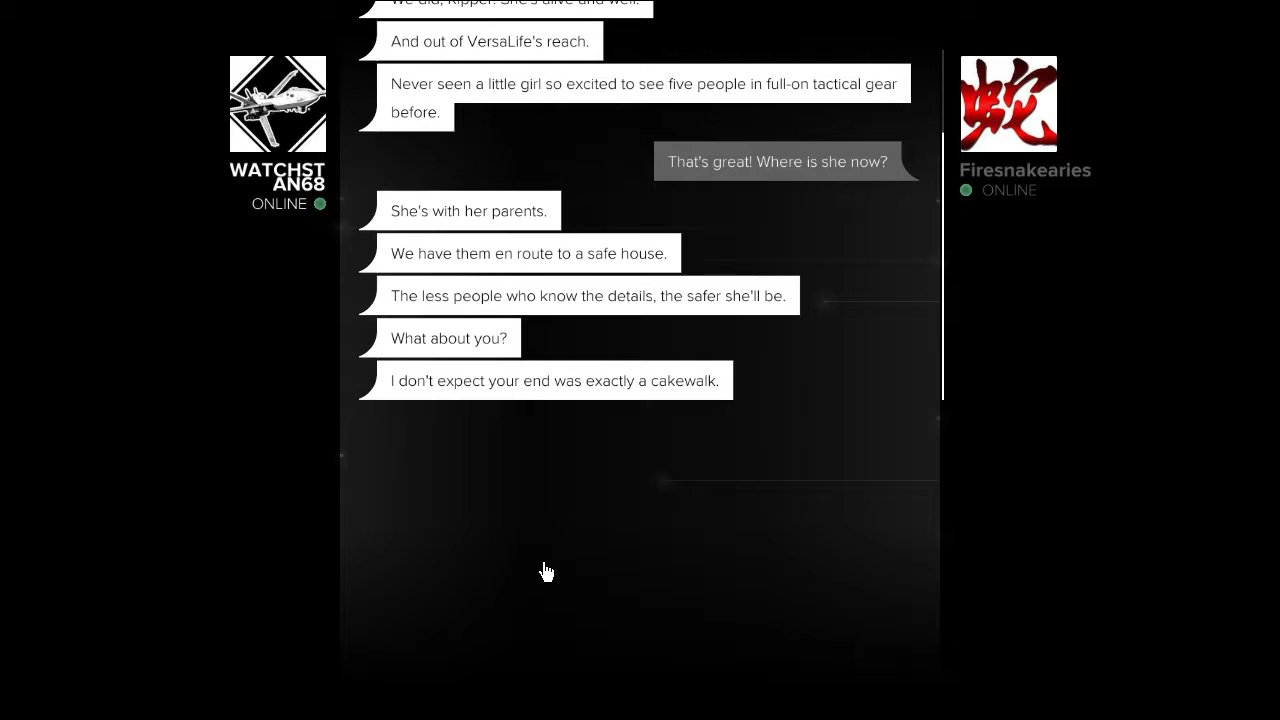 We did, Ripper! She's alive and well.
And out of VersaLife's reach.
Never seen a little girl so excited to see five people in full-on tactical gear
before.
That's great! Where is she now?
She's with her parents.
We have them en route to a safe house.
The less people who know the details, the safer she'll be.
What about you?
I don't expect your end was exactly a cakewalk.
WATCHST
AN68
ONLINE
蛇
Firesnakearies
ONLINE